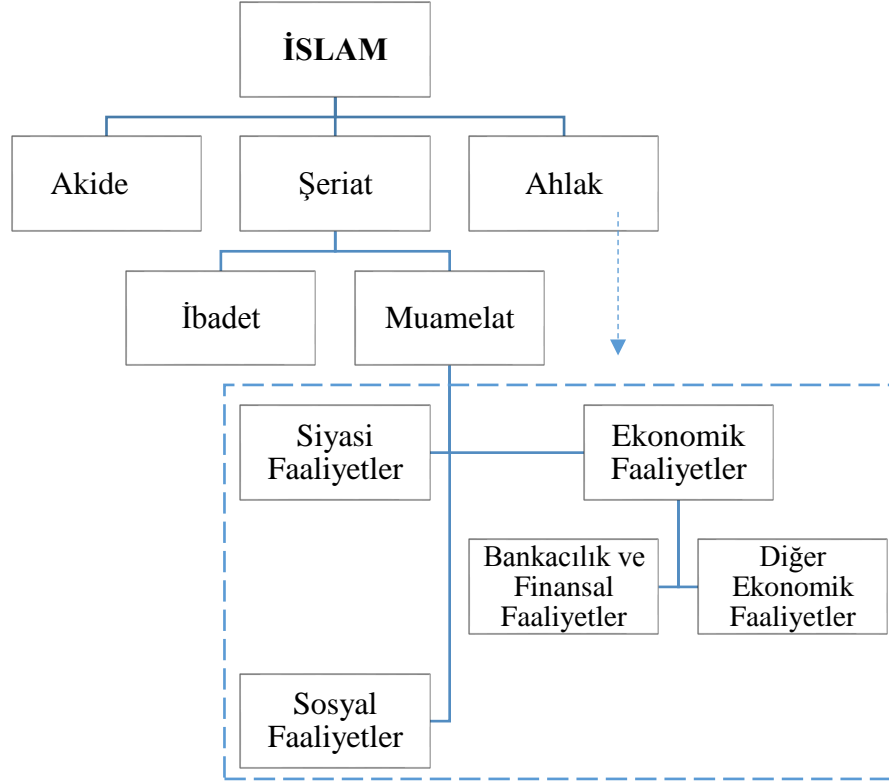 İSLAM
Akide
Şeriat
Ahlak
İbadet
Muamelat
Siyasi
Faaliyetler
Ekonomik
Faaliyetler
Bankacılık ve
Finansal
Faaliyetler
Diğer
Ekonomik
Faaliyetler
Sosyal
Faaliyetler